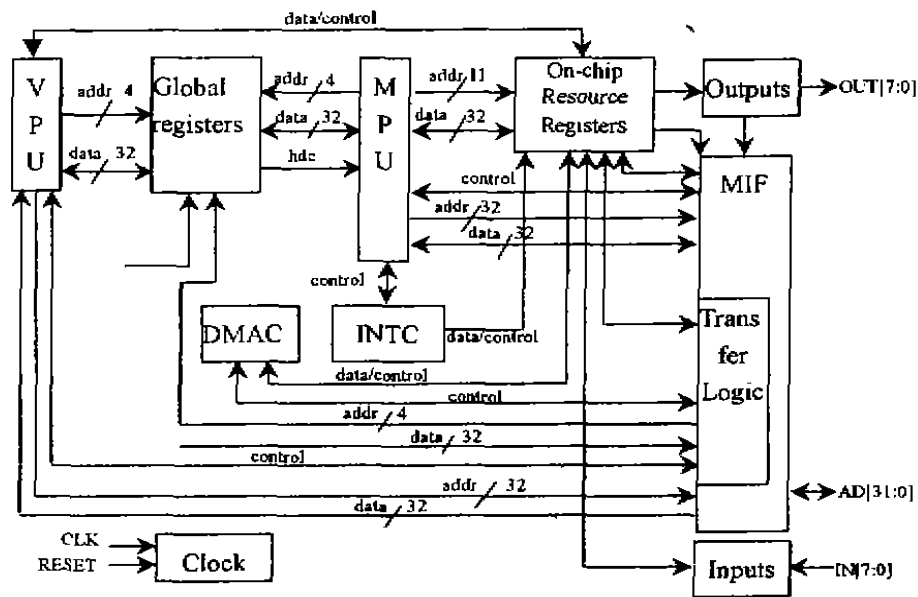 data/control
V
P
U
addr 4
data 32
Global
registers
addr 4
data 32
hdc
M
P
U
addr 11
data 32
On-chip
Resource
Registers
Outputs
OUT[7:0]
control
addr 32
data 32
MIF
control
DMAC
INTC
data/control
Trans
fer
Logic
data/control
control
addr 4
data 32
control
addr 32
data 32
AD[31:0]
CLK
RESET
Clock
Inputs
IN[7:0]